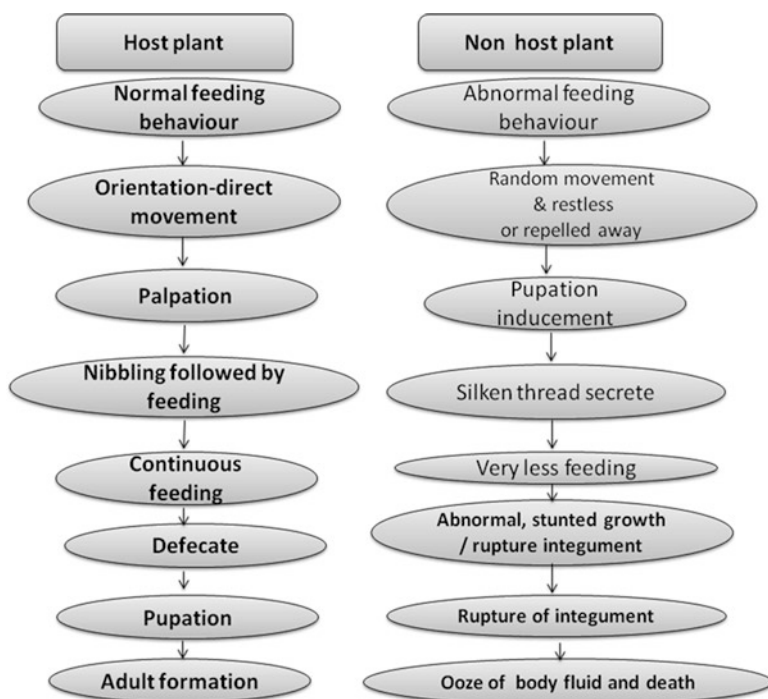 Host plant
Normal feeding
behaviour
Orientation-direct
movement
Palpation
Nibbling followed by
feeding
Continuous
feeding
Defecate
Pupation
Adult formation
Non host plant
Abnormal feeding
behaviour
Random movement
& restless
or repelled away
Pupation
inducement
Silken thread secrete
Very less feeding
Abnormal, stunted growth
/ rupture integument
Rupture of integument
Ooze of body fluid and death